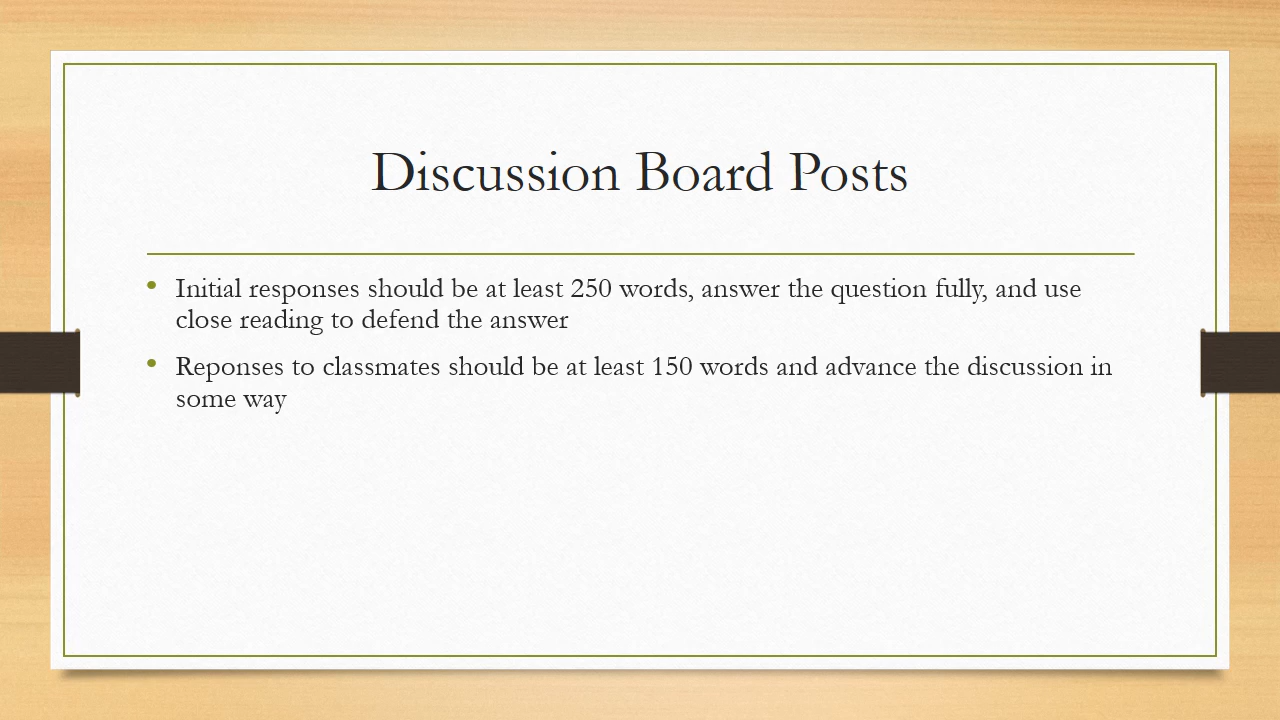 Discussion Board Posts
• Initial responses should be at least 250 words, answer the question fully, and use
close reading to defend the answer
• Reponses to classmates should be at least 150 words and advance the discussion in
some way